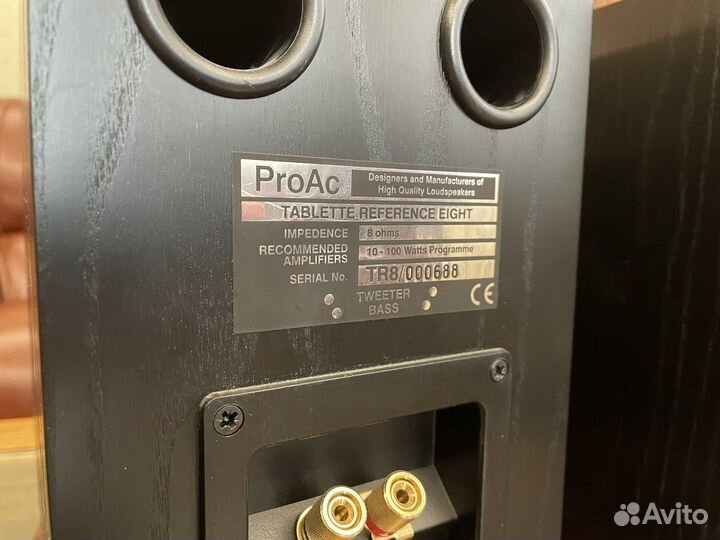 ProAc
Designers and Manufacturers of
High Quality Loudspeakers
TABLETTE REFERENCE EIGHT
IMPEDENCE 8 ohms
RECOMMENDED
AMPLIFIERS 10 - 100 Watts Programme
SERIAL No. TR8/000688
TWEETER
BASS
CE
Avito